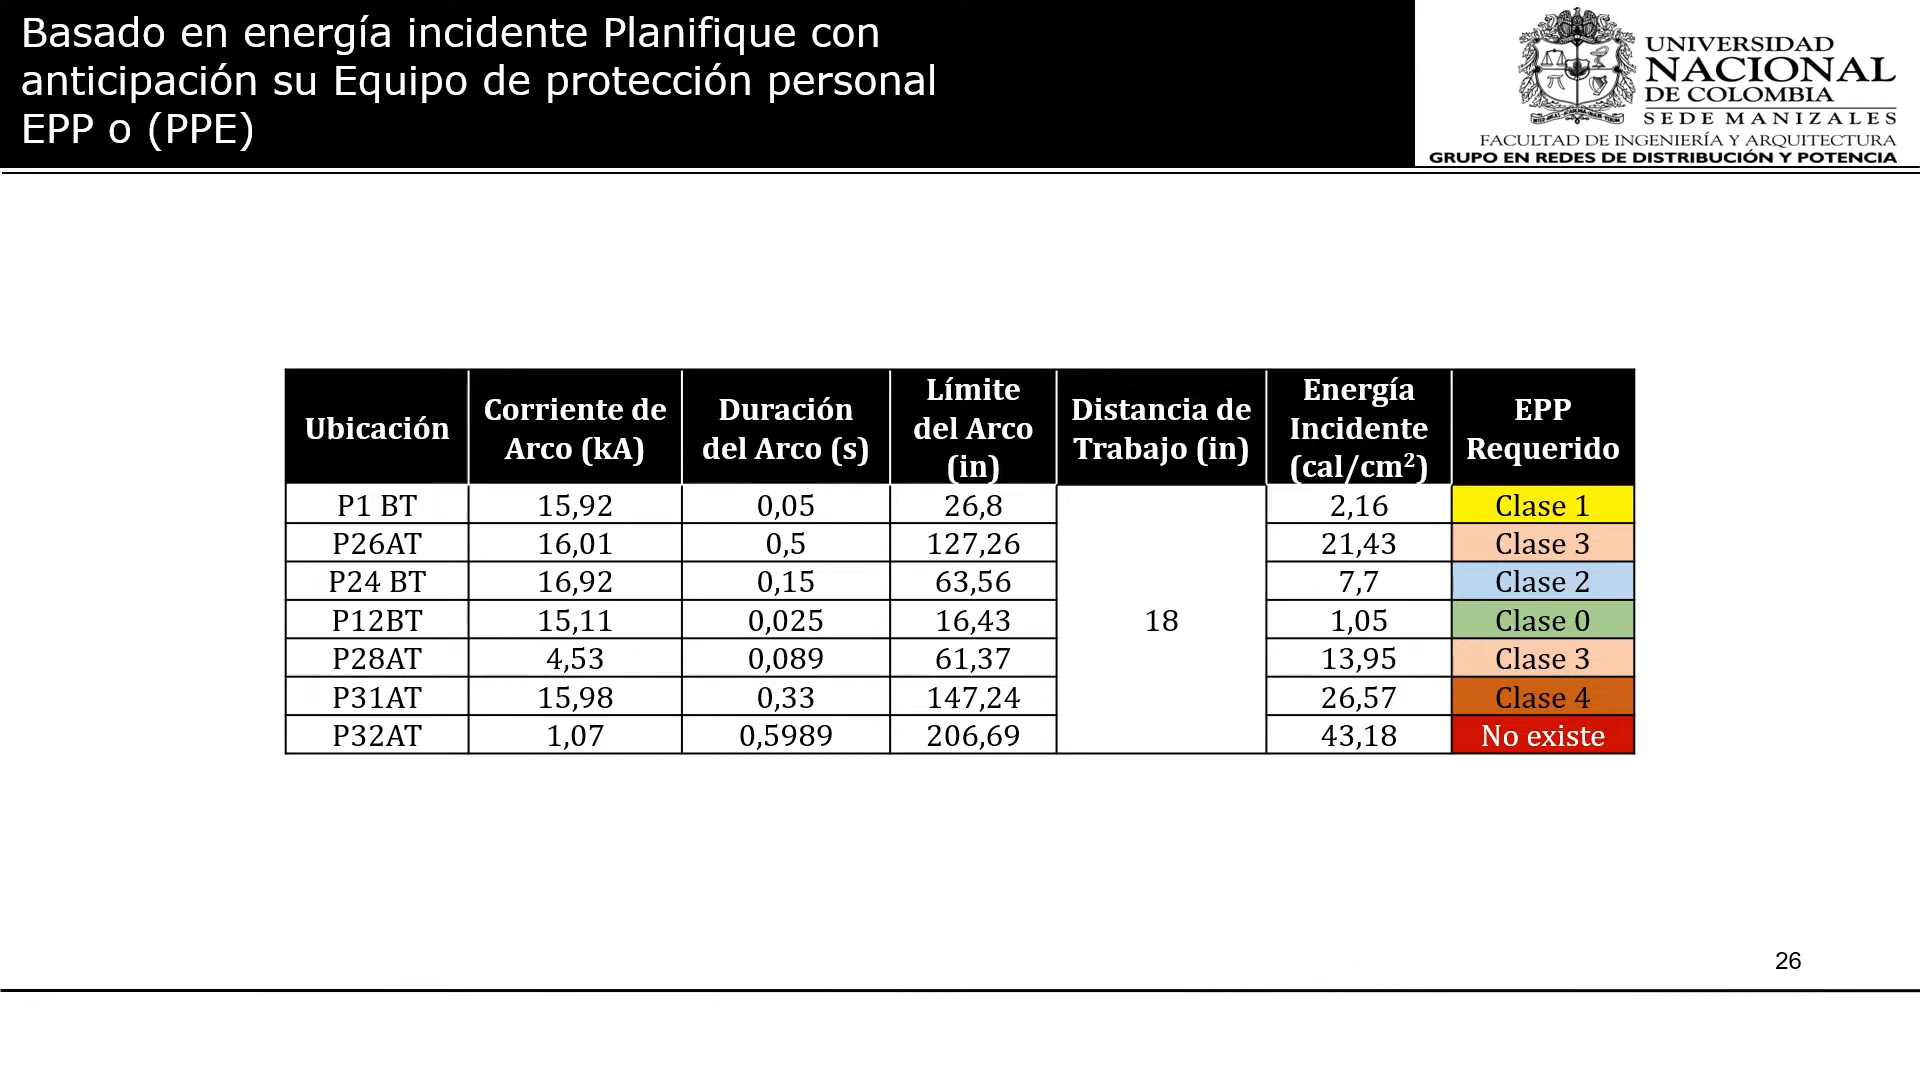 Basado en energía incidente Planifique con
anticipación su Equipo de protección personal
EPP o (PPE)
UNIVERSIDAD
NACIONAL
DE COLOMBIA
SEDE MANIZALES
FACULTAD DE INGENIERÍA Y ARQUITECTURA
GRUPO EN REDES DE DISTRIBUCIÓN Y POTENCIA
Ubicación Corriente de Arco (kA) Duración del Arco (s) Límite del Arco (in) Distancia de Trabajo (in) Energía Incidente (cal/cm²) EPP Requerido
P1 BT 15,92 0,05 26,8 2,16 Clase 1
P26AT 16,01 0,5 127,26 21,43 Clase 3
P24 BT 16,92 0,15 63,56 7,7 Clase 2
P12BT 15,11 0,025 16,43 18 1,05 Clase 0
P28AT 4,53 0,089 61,37 13,95 Clase 3
P31AT 15,98 0,33 147,24 26,57 Clase 4
P32AT 1,07 0,5989 206,69 43,18 No existe
26